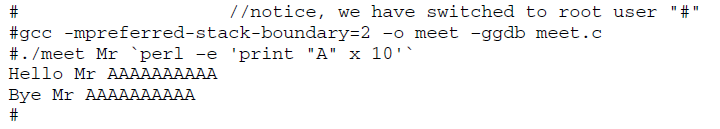 #                 //notice, we have switched to root user "#"
#gcc -mpreferred-stack-boundary=2 -o meet -ggdb meet.c
#./meet Mr `perl -e 'print "A" x 10'`
Hello Mr AAAAAAAAAA
Bye Mr AAAAAAAAAA
#